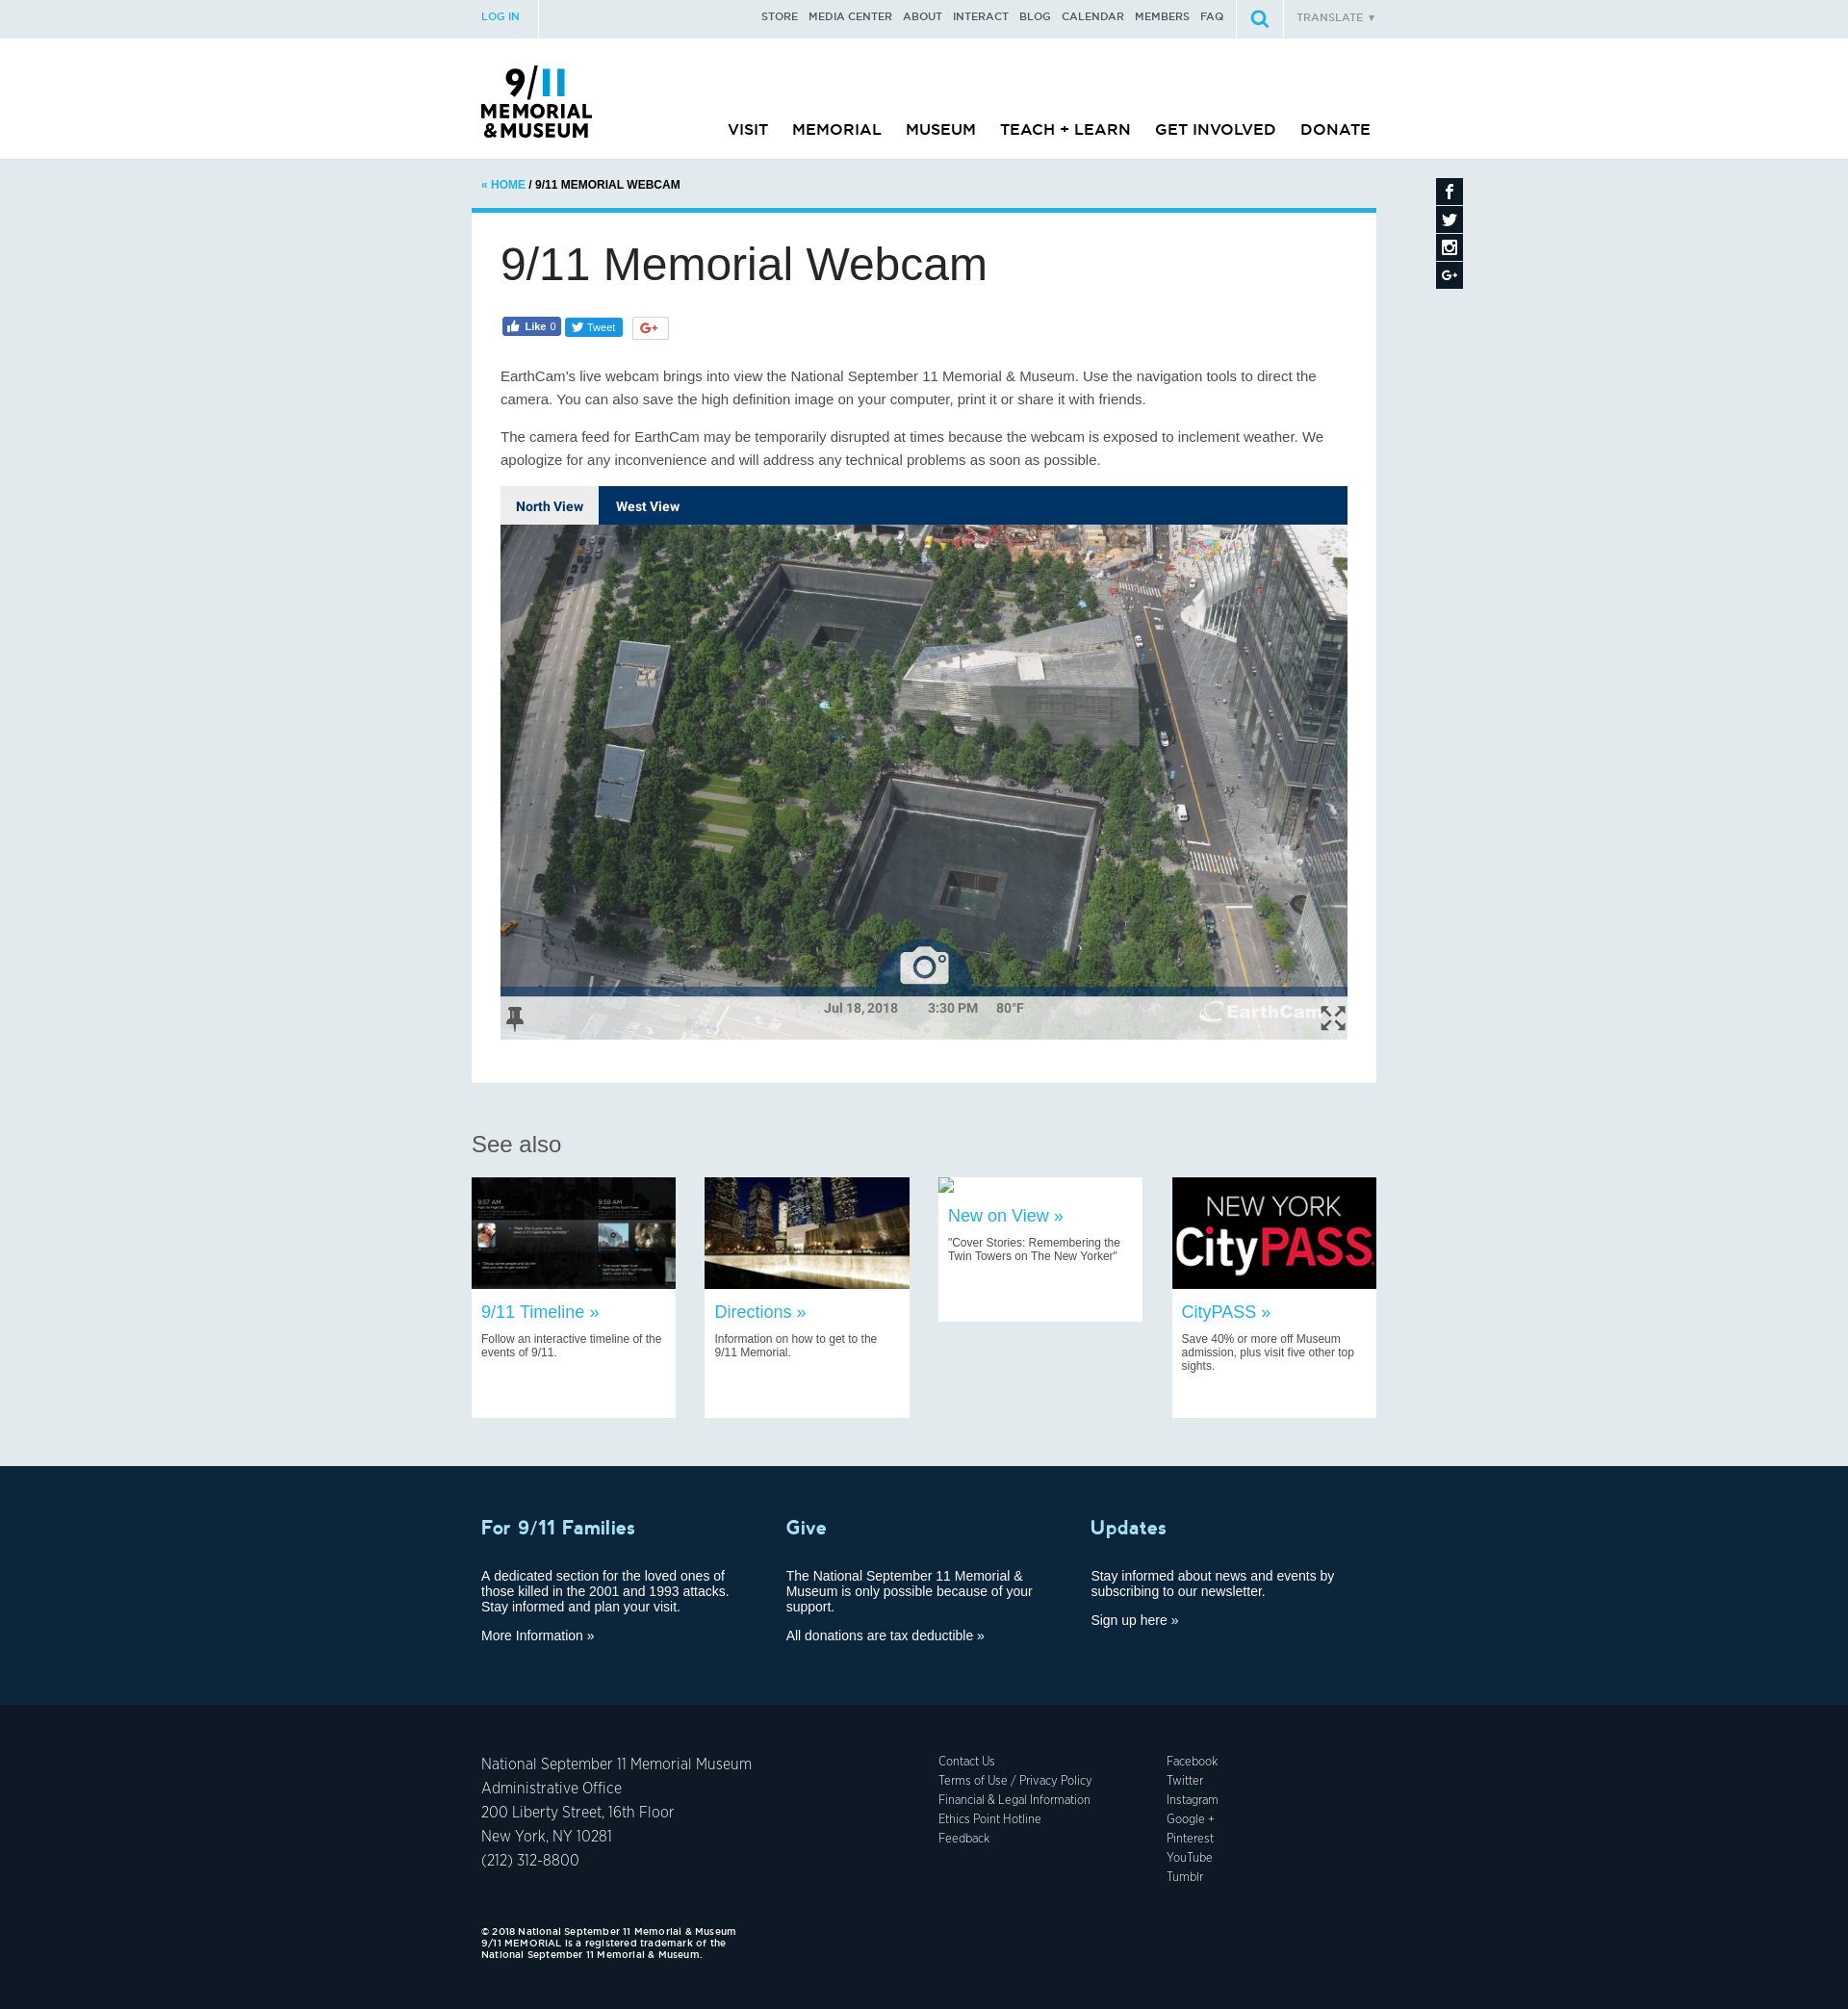 LOG IN
STORE MEDIA CENTER ABOUT INTERACT BLOG CALENDAR MEMBERS FAQ
TRANSLATE ▼
9/11
MEMORIAL
&MUSEUM
VISIT MEMORIAL MUSEUM TEACH + LEARN GET INVOLVED DONATE
« HOME / 9/11 MEMORIAL WEBCAM
9/11 Memorial Webcam
Like 0
Tweet
G+
EarthCam's live webcam brings into view the National September 11 Memorial & Museum. Use the navigation tools to direct the
camera. You can also save the high definition image on your computer, print it or share it with friends.
The camera feed for EarthCam may be temporarily disrupted at times because the webcam is exposed to inclement weather. We
apologize for any inconvenience and will address any technical problems as soon as possible.
North View West View
Jul 18, 2018 3:30 PM 80°F
EarthCam
See also
9:57 AM
9:59 AM
NEW YORK
CityPASS
9/11 Timeline »
Follow an interactive timeline of the
events of 9/11.
Directions »
Information on how to get to the
9/11 Memorial.
New on View »
"Cover Stories: Remembering the
Twin Towers on The New Yorker"
CityPASS »
Save 40% or more off Museum
admission, plus visit five other top
sights.
For 9/11 Families
A dedicated section for the loved ones of
those killed in the 2001 and 1993 attacks.
Stay informed and plan your visit.
More Information »
Give
The National September 11 Memorial &
Museum is only possible because of your
support.
All donations are tax deductible »
Updates
Stay informed about news and events by
subscribing to our newsletter.
Sign up here »
National September 11 Memorial Museum
Administrative Office
200 Liberty Street, 16th Floor
New York, NY 10281
(212) 312-8800
Contact Us
Terms of Use / Privacy Policy
Financial & Legal Information
Ethics Point Hotline
Feedback
Facebook
Twitter
Instagram
Google +
Pinterest
YouTube
Tumblr
© 2018 National September 11 Memorial & Museum
9/11 MEMORIAL is a registered trademark of the
National September 11 Memorial & Museum.